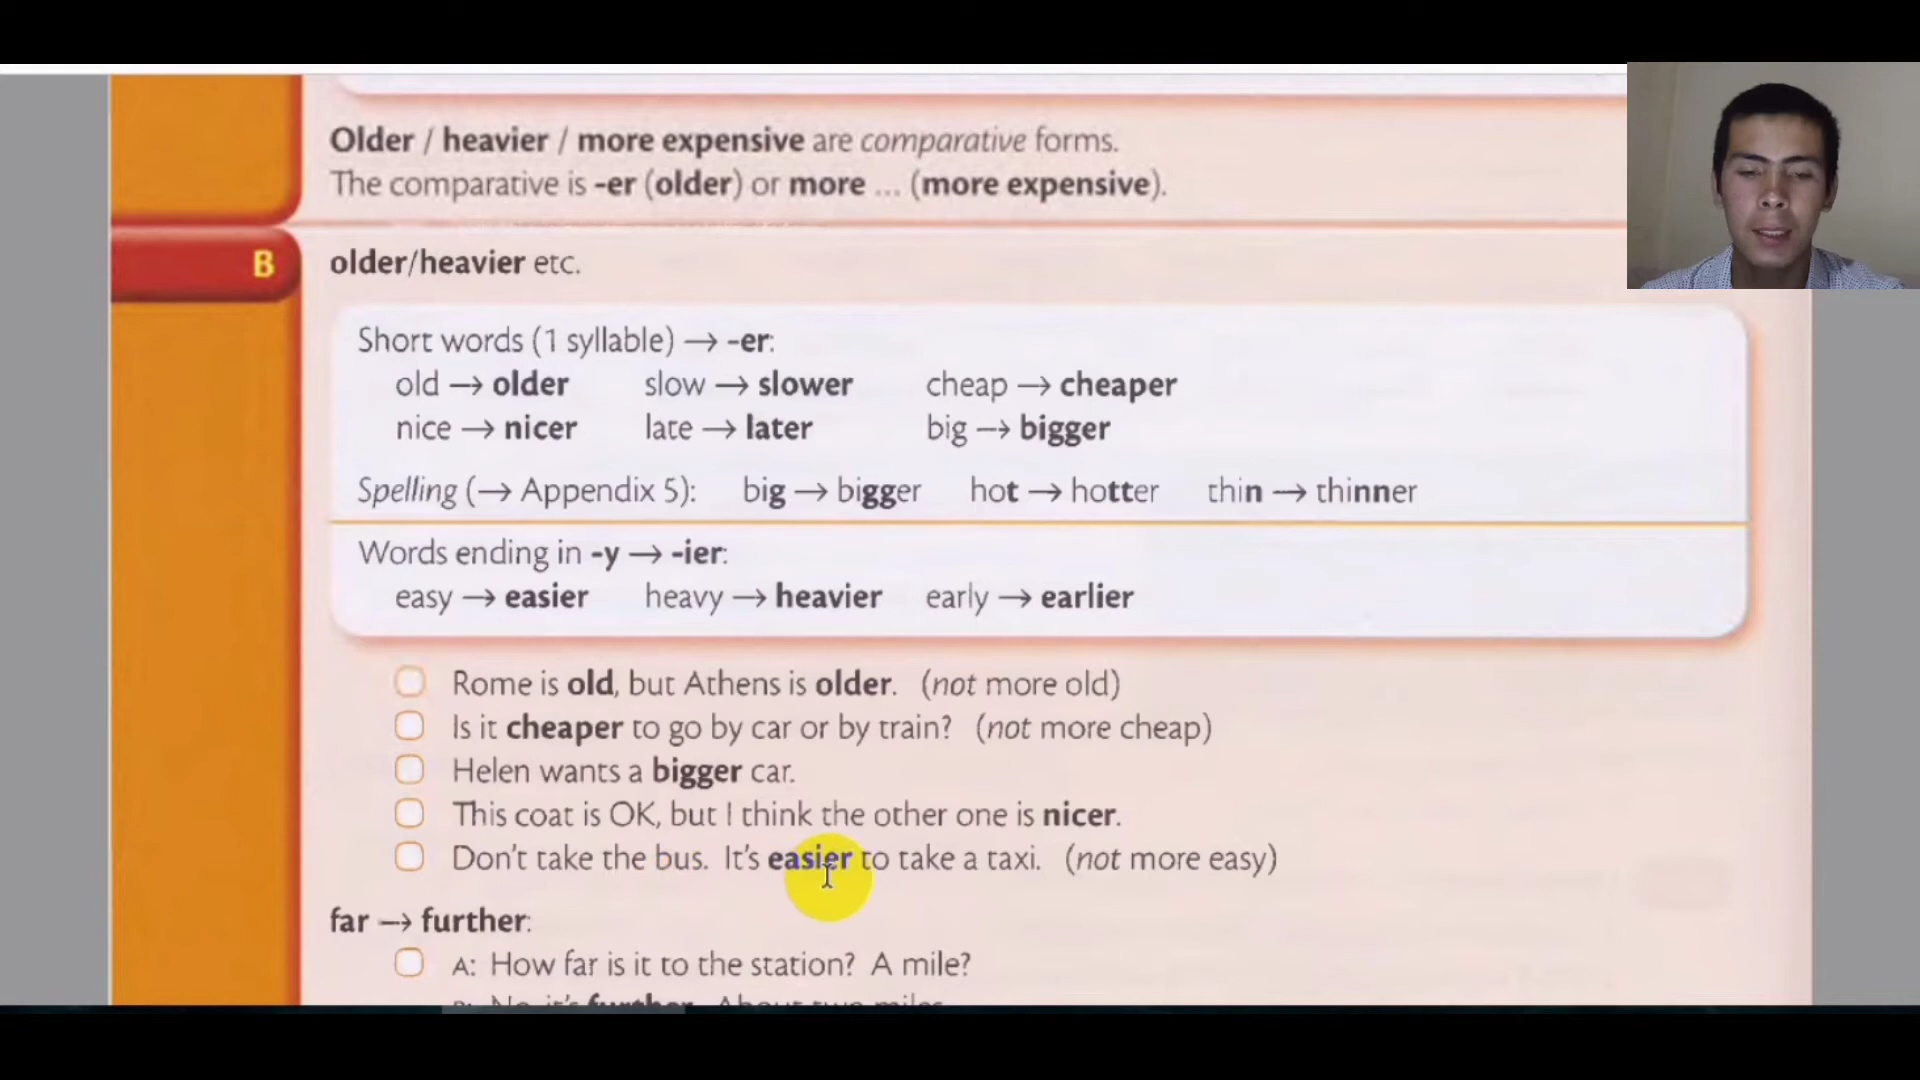 Older / heavier / more expensive are comparative forms.
The comparative is -er (older) or more ... (more expensive).
B
older/heavier etc.
Short words (1 syllable) → -er:
old → older slow → slower cheap → cheaper
nice → nicer late → later big → bigger
Spelling (→ Appendix 5): big → bigger hot → hotter thin → thinner
Words ending in -y → -ier:
easy → easier heavy → heavier early → earlier
Rome is old, but Athens is older. (not more old)
Is it cheaper to go by car or by train? (not more cheap)
Helen wants a bigger car.
This coat is OK, but I think the other one is nicer.
Don't take the bus. It's easier to take a taxi. (not more easy)
far → further:
A: How far is it to the station? A mile?
B: No, it's further. About two miles.